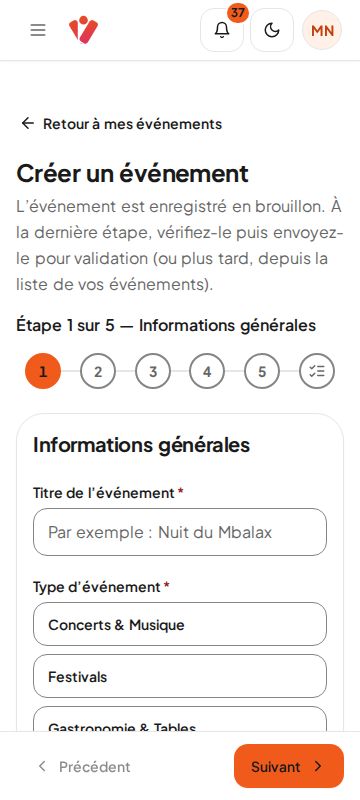 37
MN
Retour à mes événements
Créer un événement
L’événement est enregistré en brouillon. À
la dernière étape, vérifiez-le puis envoyez-
le pour validation (ou plus tard, depuis la
liste de vos événements).
Étape 1 sur 5 — Informations générales
1 2 3 4 5
Informations générales
Titre de l’événement *
Par exemple : Nuit du Mbalax
Type d’événement *
Concerts & Musique
Festivals
Gastronomie & Tables
Précédent
Suivant